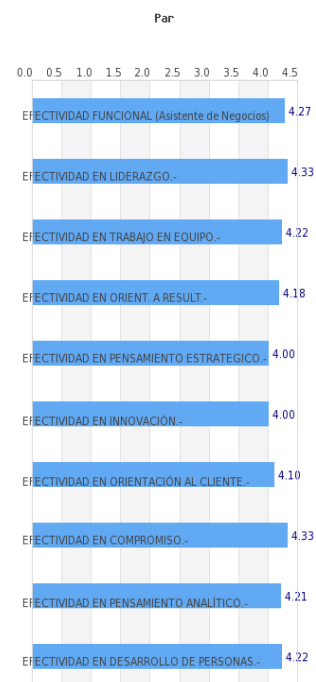 Par
0.0 0.5 1.0 1.5 2.0 2.5 3.0 3.5 4.0 4.5
EFECTIVIDAD FUNCIONAL (Asistente de Negocios) 4.27
EFECTIVIDAD EN LIDERAZGO.- 4.33
EFECTIVIDAD EN TRABAJO EN EQUIPO.- 4.22
EFECTIVIDAD EN ORIENT. A RESULT.- 4.18
EFECTIVIDAD EN PENSAMIENTO ESTRATEGICO.- 4.00
EFECTIVIDAD EN INNOVACIÓN.- 4.00
EFECTIVIDAD EN ORIENTACIÓN AL CLIENTE.- 4.10
EFECTIVIDAD EN COMPROMISO.- 4.33
EFECTIVIDAD EN PENSAMIENTO ANALÍTICO.- 4.21
EFECTIVIDAD EN DESARROLLO DE PERSONAS.- 4.22